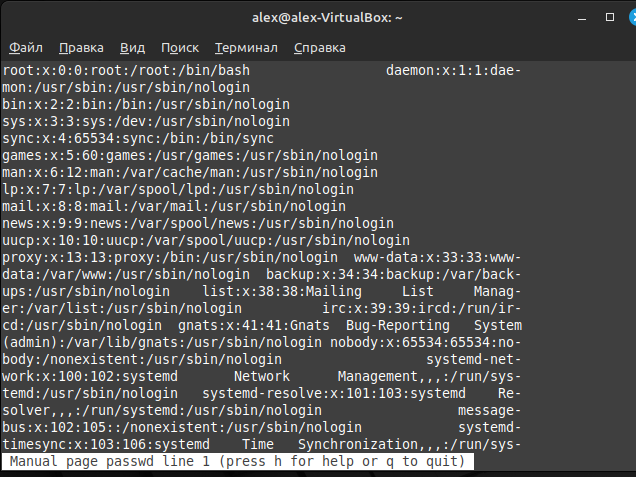 alex@alex-VirtualBox: ~
Файл Правка Вид Поиск Терминал Справка
root:x:0:0:root:/root:/bin/bash daemon:x:1:1:dae-
mon:/usr/sbin:/usr/sbin/nologin
bin:x:2:2:bin:/bin:/usr/sbin/nologin
sys:x:3:3:sys:/dev:/usr/sbin/nologin
sync:x:4:65534:sync:/bin:/bin/sync
games:x:5:60:games:/usr/games:/usr/sbin/nologin
man:x:6:12:man:/var/cache/man:/usr/sbin/nologin
lp:x:7:7:lp:/var/spool/lpd:/usr/sbin/nologin
mail:x:8:8:mail:/var/mail:/usr/sbin/nologin
news:x:9:9:news:/var/spool/news:/usr/sbin/nologin
uucp:x:10:10:uucp:/var/spool/uucp:/usr/sbin/nologin
proxy:x:13:13:proxy:/bin:/usr/sbin/nologin www-data:x:33:33:www-
data:/var/www:/usr/sbin/nologin backup:x:34:34:backup:/var/back-
ups:/usr/sbin/nologin list:x:38:38:Mailing List Manag-
er:/var/list:/usr/sbin/nologin irc:x:39:39:ircd:/run/ir-
cd:/usr/sbin/nologin gnats:x:41:41:Gnats Bug-Reporting System
(admin):/var/lib/gnats:/usr/sbin/nologin nobody:x:65534:65534:no-
body:/nonexistent:/usr/sbin/nologin systemd-net-
work:x:100:102:systemd Network Management,,,:/run/sys-
temd:/usr/sbin/nologin systemd-resolve:x:101:103:systemd Re-
solver,,,:/run/systemd:/usr/sbin/nologin message-
bus:x:102:105::/nonexistent:/usr/sbin/nologin systemd-
timesync:x:103:106:systemd Time Synchronization,,,:/run/sys-
Manual page passwd line 1 (press h for help or q to quit)